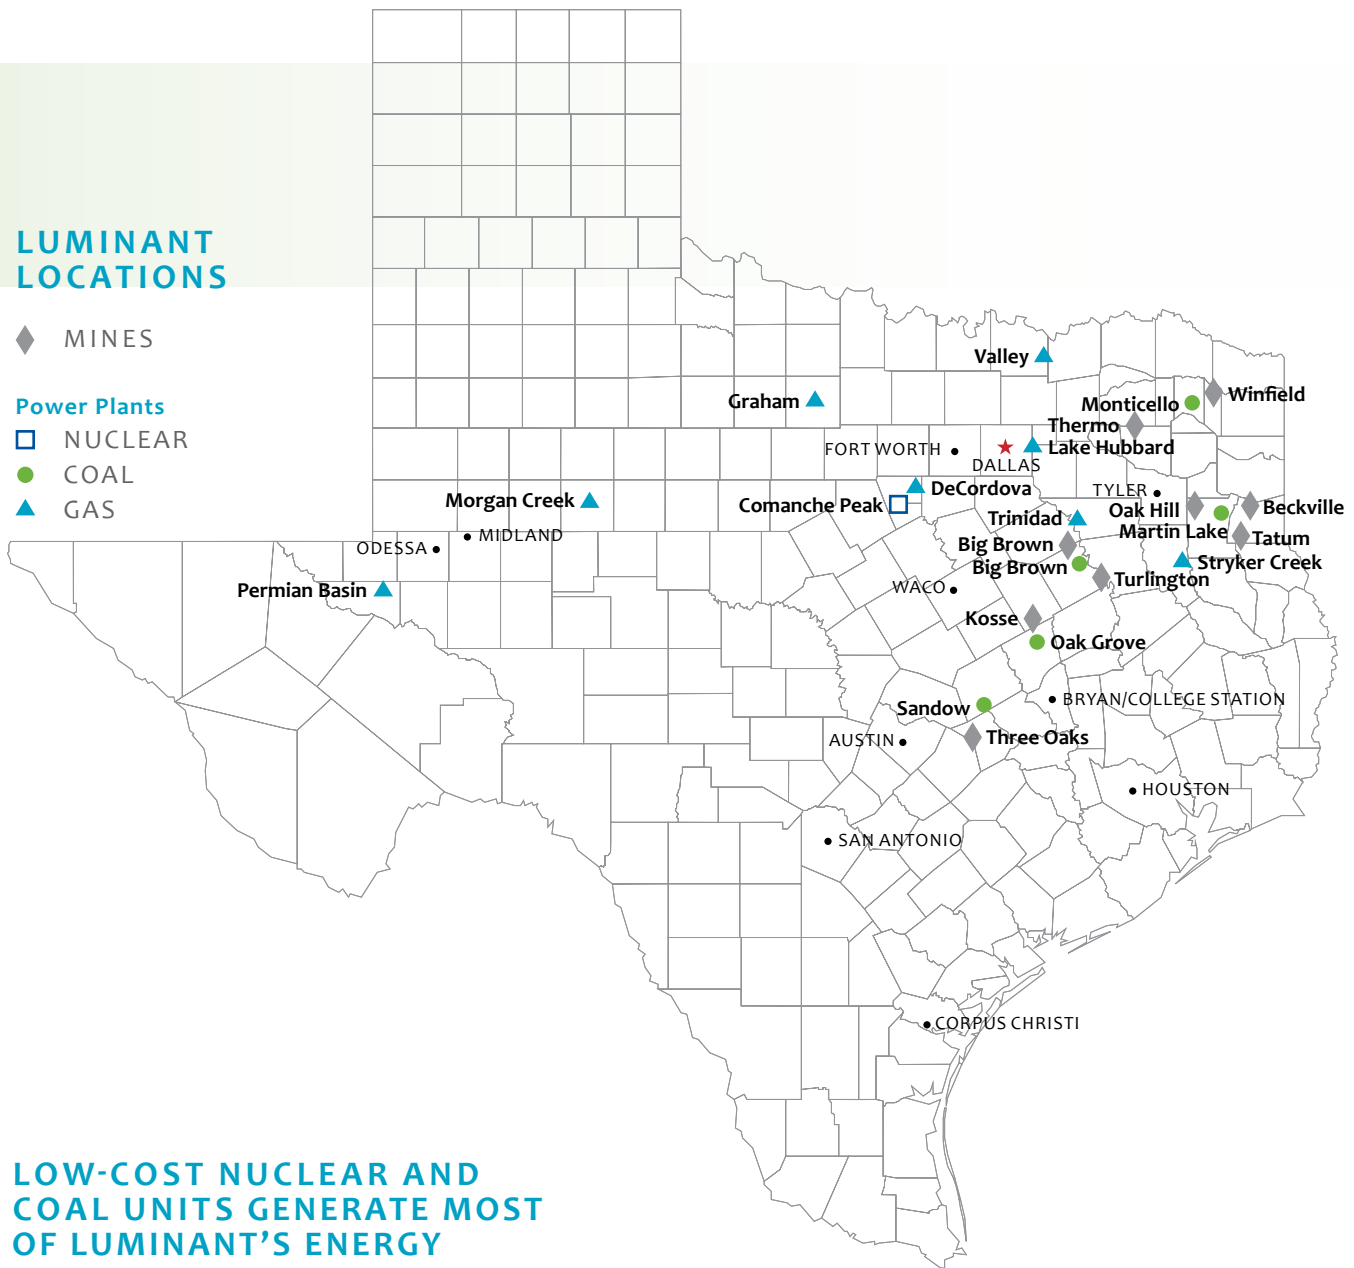 LUMINANT
LOCATIONS
MINES
Power Plants
NUCLEAR
COAL
GAS
Valley
Graham
Winfield
Monticello
Thermo
FORT WORTH
DALLAS
Lake Hubbard
Morgan Creek
Comanche Peak
DeCordova
TYLER
Oak Hill
Beckville
Trinidad
Martin Lake
Tatum
ODESSA
MIDLAND
Big Brown
Big Brown
Stryker Creek
Turlington
Permian Basin
WACO
Kosse
Oak Grove
BRYAN/COLLEGE STATION
Sandow
AUSTIN
Three Oaks
HOUSTON
SAN ANTONIO
CORPUS CHRISTI
LOW-COST NUCLEAR AND
COAL UNITS GENERATE MOST
OF LUMINANT'S ENERGY